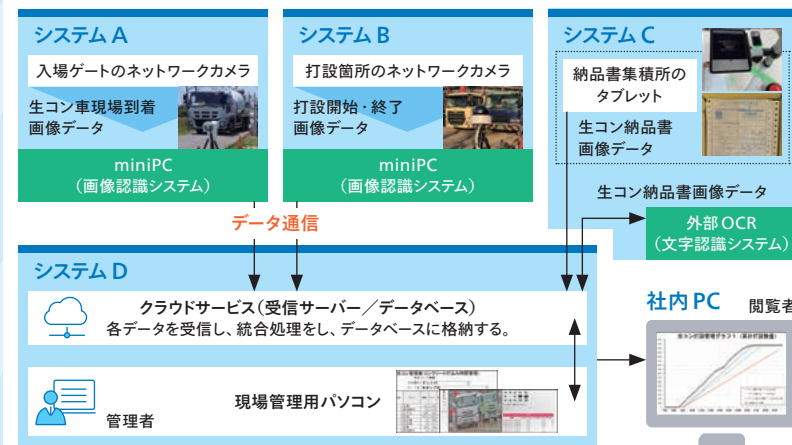 システム A
入場ゲートのネットワークカメラ
生コン車現場到着
画像データ
miniPC
（画像認識システム）
システム B
打設箇所のネットワークカメラ
打設開始・終了
画像データ
miniPC
（画像認識システム）
システム C
納品書集積所の
タブレット
生コン納品書
画像データ
生コン納品書画像データ
外部 OCR
（文字認識システム）
データ通信
システム D
クラウドサービス（受信サーバー／データベース）
各データを受信し、統合処理をし、データベースに格納する。
管理者
現場管理用パソコン
社内 PC
閲覧者